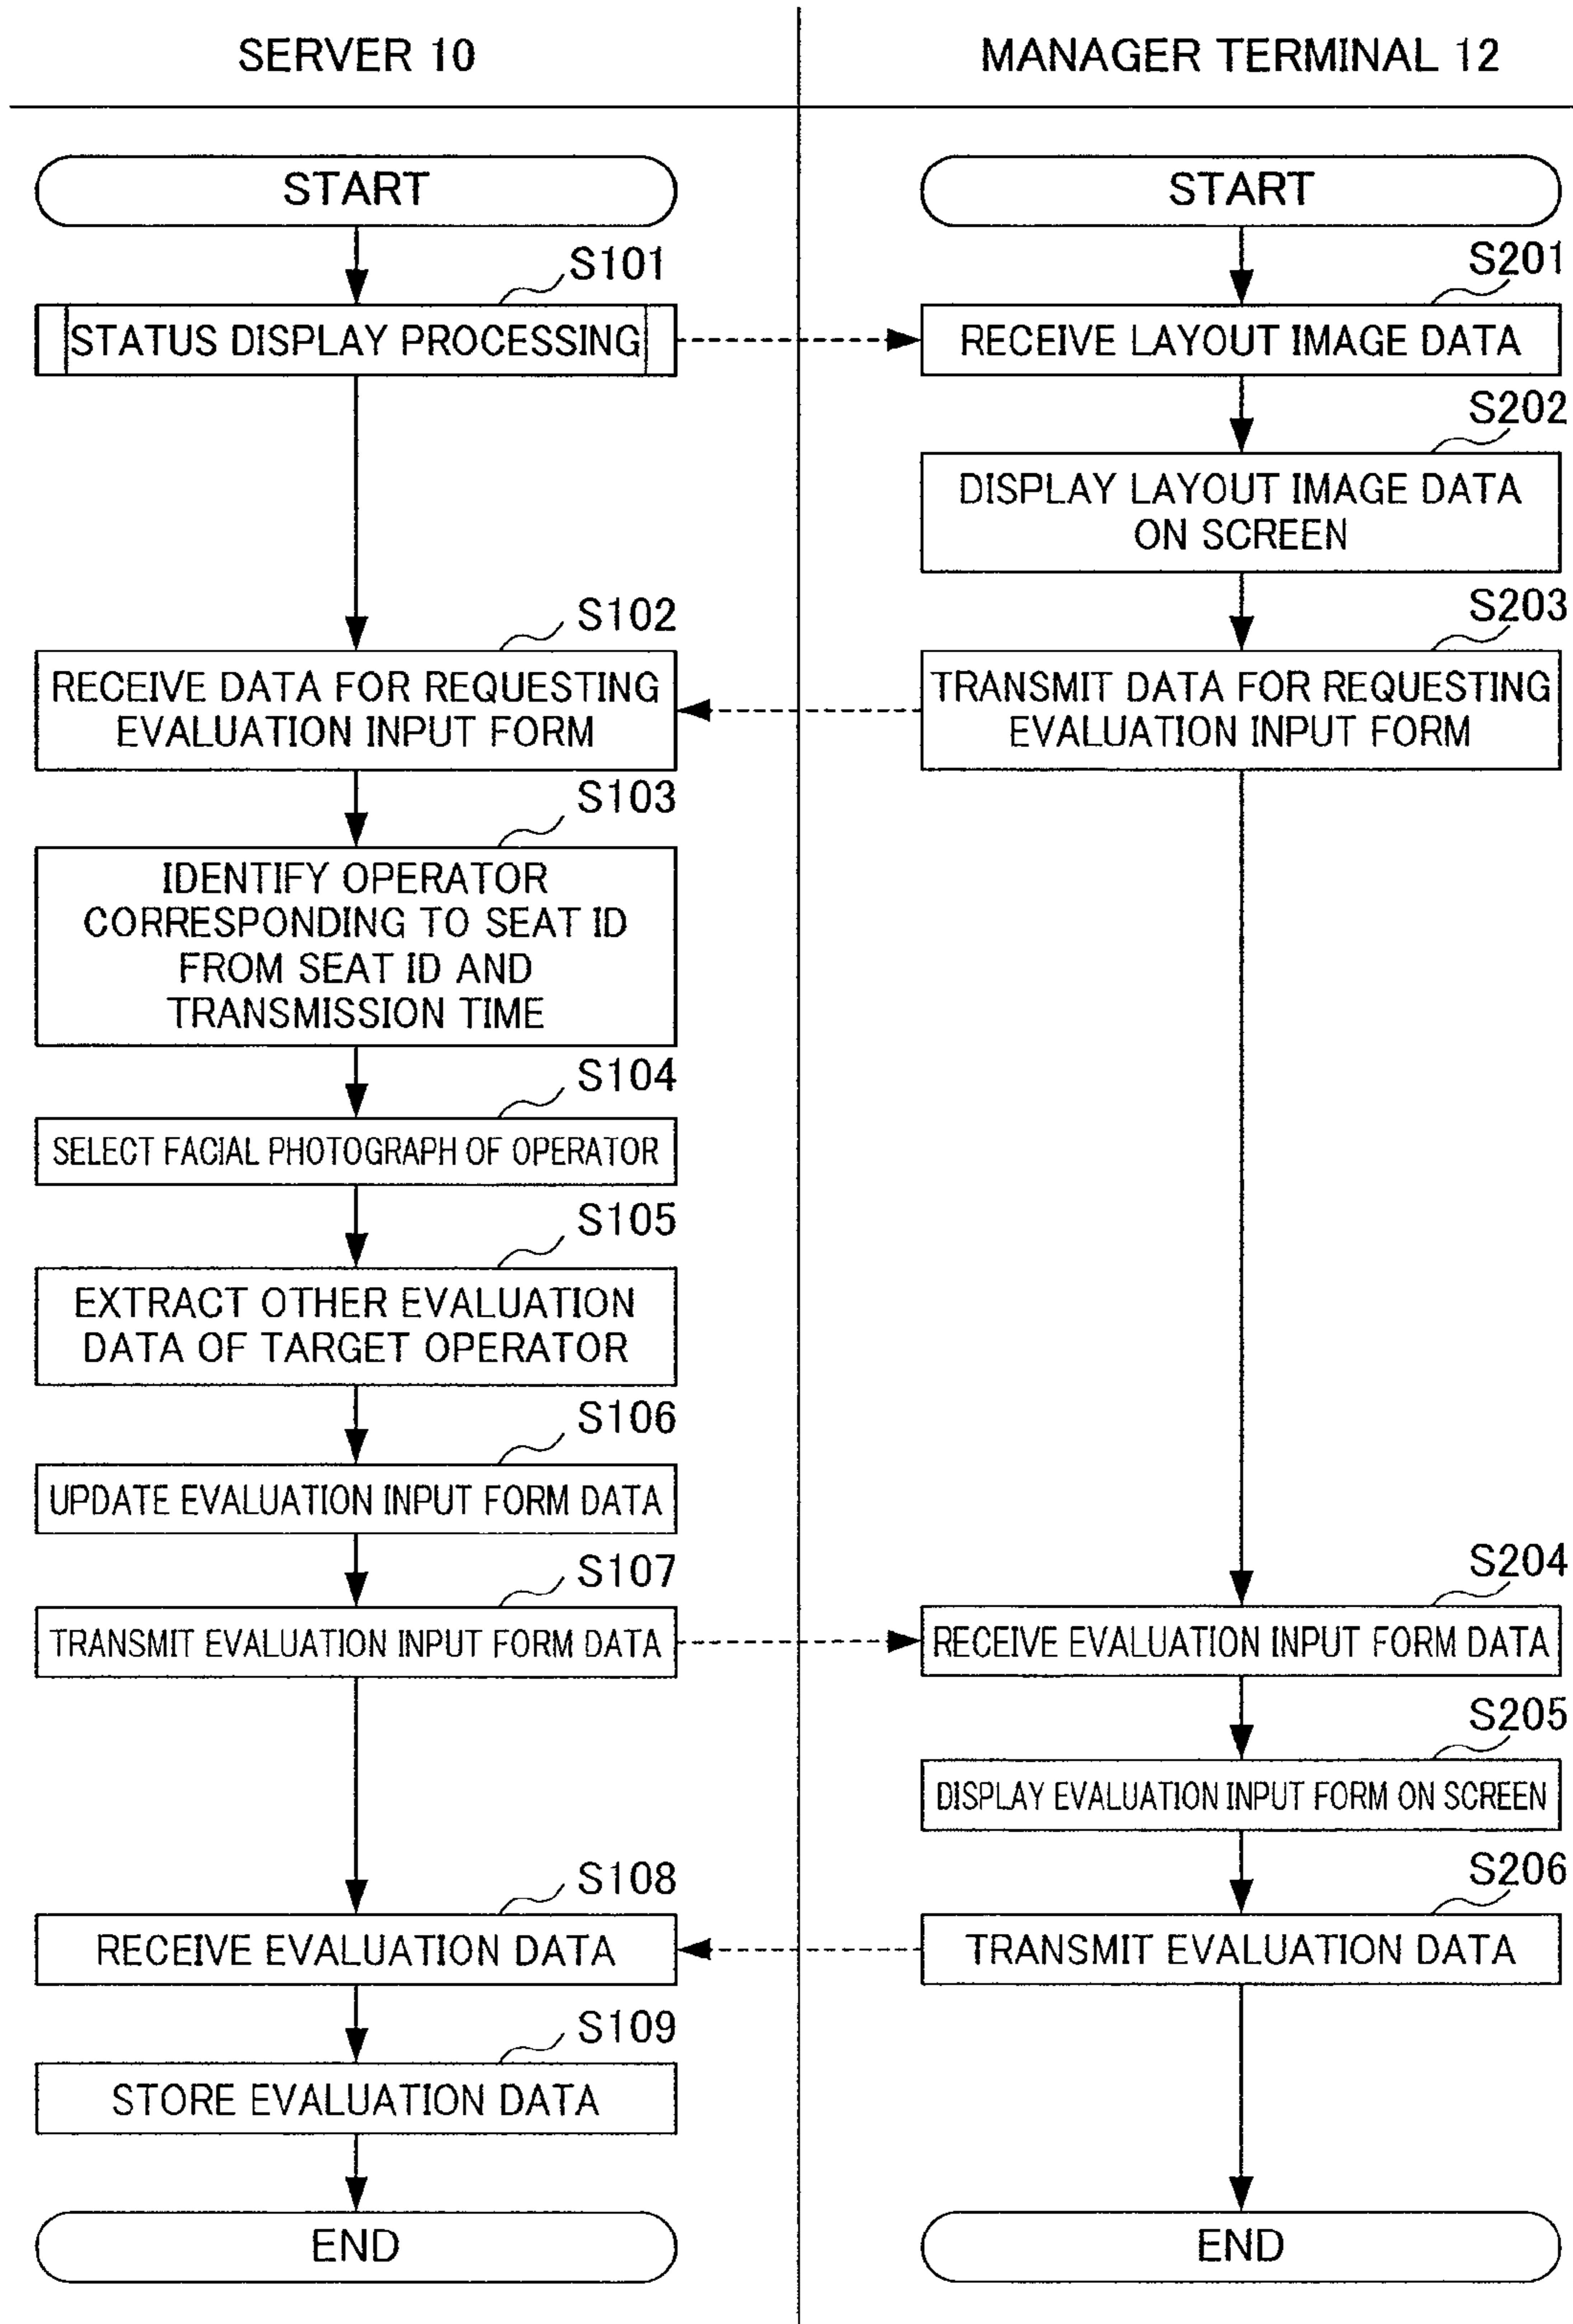 SERVER 10
START
S101
STATUS DISPLAY PROCESSING
S102
RECEIVE DATA FOR REQUESTING
EVALUATION INPUT FORM
S103
IDENTIFY OPERATOR
CORRESPONDING TO SEAT ID
FROM SEAT ID AND
TRANSMISSION TIME
S104
SELECT FACIAL PHOTOGRAPH OF OPERATOR
S105
EXTRACT OTHER EVALUATION
DATA OF TARGET OPERATOR
S106
UPDATE EVALUATION INPUT FORM DATA
S107
TRANSMIT EVALUATION INPUT FORM DATA
S108
RECEIVE EVALUATION DATA
S109
STORE EVALUATION DATA
END
MANAGER TERMINAL 12
START
S201
RECEIVE LAYOUT IMAGE DATA
S202
DISPLAY LAYOUT IMAGE DATA
ON SCREEN
S203
TRANSMIT DATA FOR REQUESTING
EVALUATION INPUT FORM
S204
RECEIVE EVALUATION INPUT FORM DATA
S205
DISPLAY EVALUATION INPUT FORM ON SCREEN
S206
TRANSMIT EVALUATION DATA
END